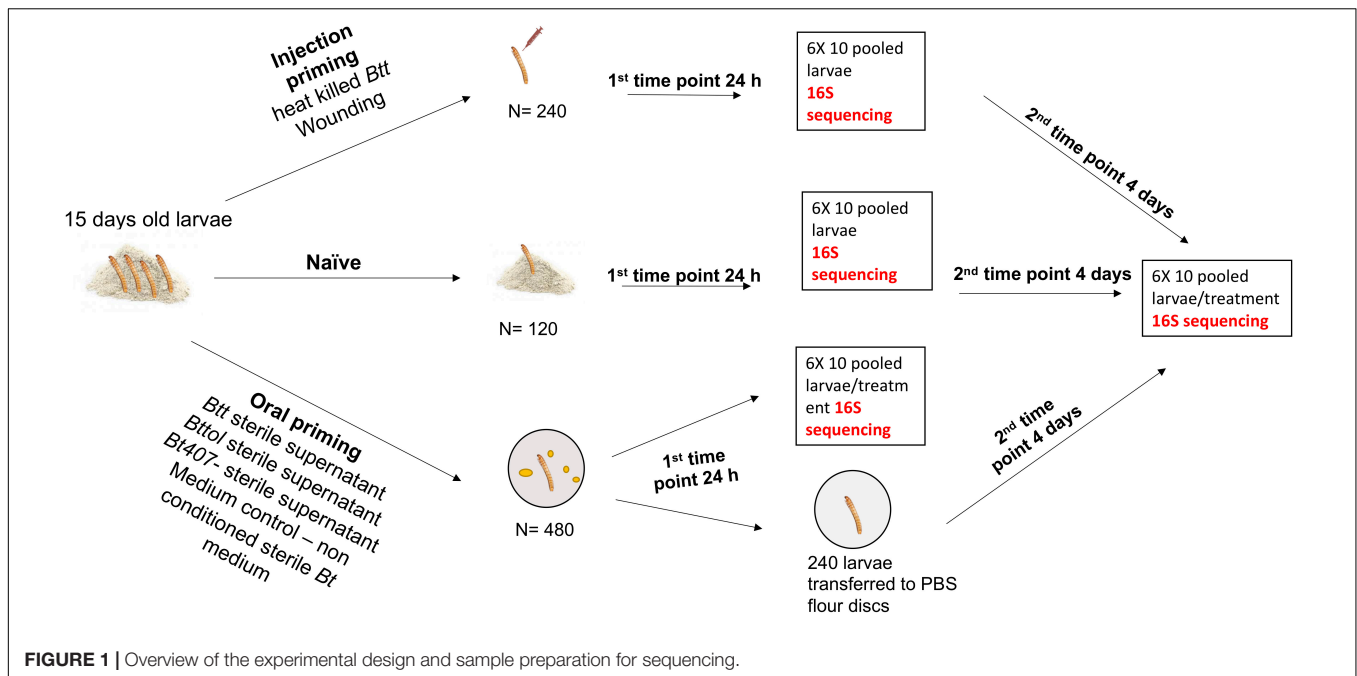 Injection
priming
heat killed Btt
Wounding
N= 240
1st time point 24 h
6X 10 pooled
larvae
16S
sequencing
2nd time point 4 days
15 days old larvae
Naïve
N= 120
1st time point 24 h
6X 10 pooled
larvae
16S
sequencing
2nd time point 4 days
6X 10 pooled
larvae/treatment
16S sequencing
Oral priming
Btt sterile supernatant
Bttol sterile supernatant
Bt407- sterile supernatant
Medium control – non
conditioned sterile Bt
medium
N= 480
1st time
point 24 h
6X 10 pooled
larvae/treatm
ent 16S
sequencing
240 larvae
transferred to PBS
flour discs
2nd time
point 4 days
FIGURE 1 | Overview of the experimental design and sample preparation for sequencing.